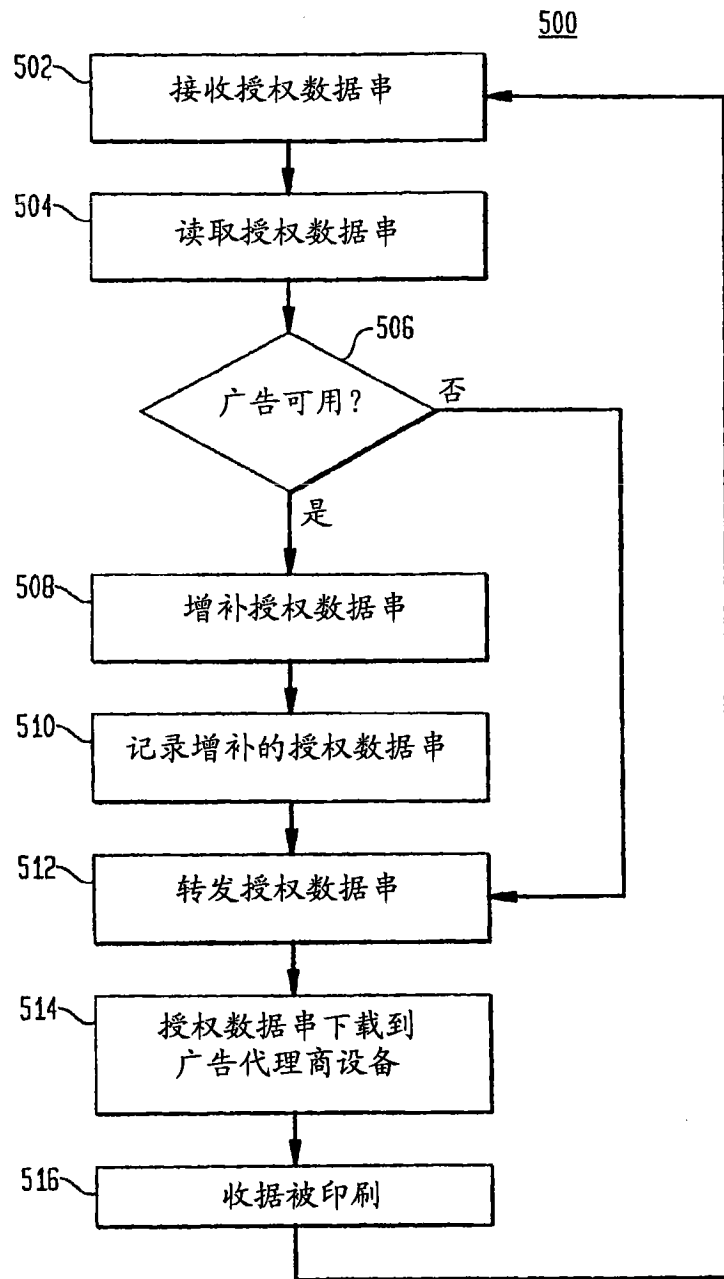 500
502
接收授权数据串
504
读取授权数据串
506
广告可用?
否
是
508
增补授权数据串
510
记录增补的授权数据串
512
转发授权数据串
514
授权数据串下载到
广告代理商设备
516
收据被印刷